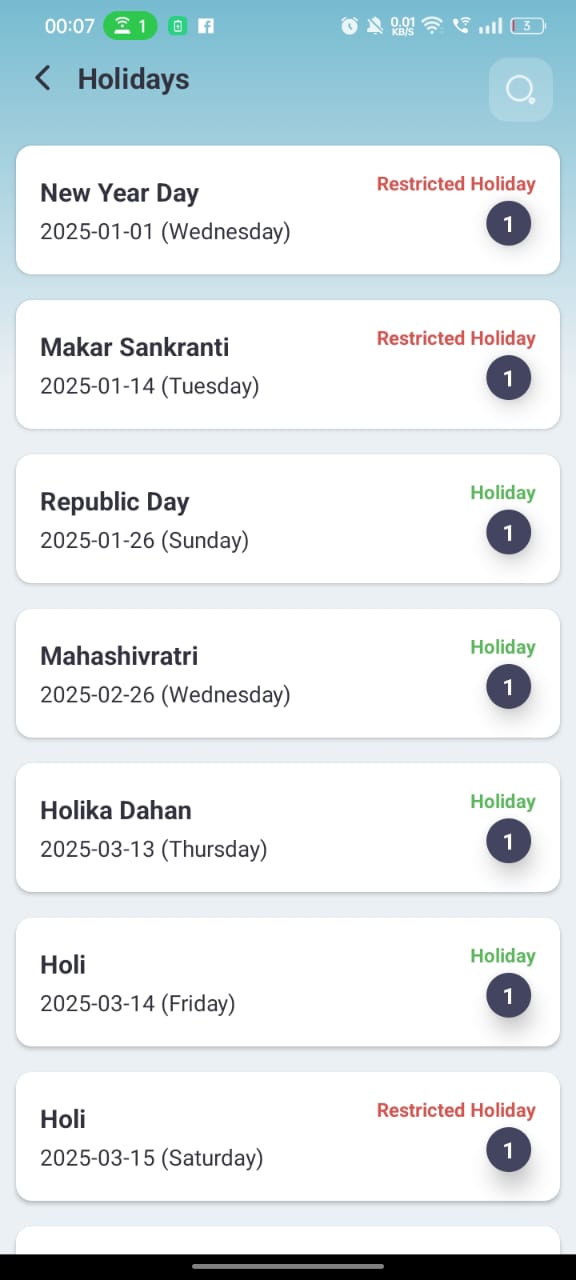 00:07 1 0.01 KB/S 3
Holidays
New Year Day
Restricted Holiday
2025-01-01 (Wednesday)
1
Makar Sankranti
Restricted Holiday
2025-01-14 (Tuesday)
1
Republic Day
Holiday
2025-01-26 (Sunday)
1
Mahashivratri
Holiday
2025-02-26 (Wednesday)
1
Holika Dahan
Holiday
2025-03-13 (Thursday)
1
Holi
Holiday
2025-03-14 (Friday)
1
Holi
Restricted Holiday
2025-03-15 (Saturday)
1